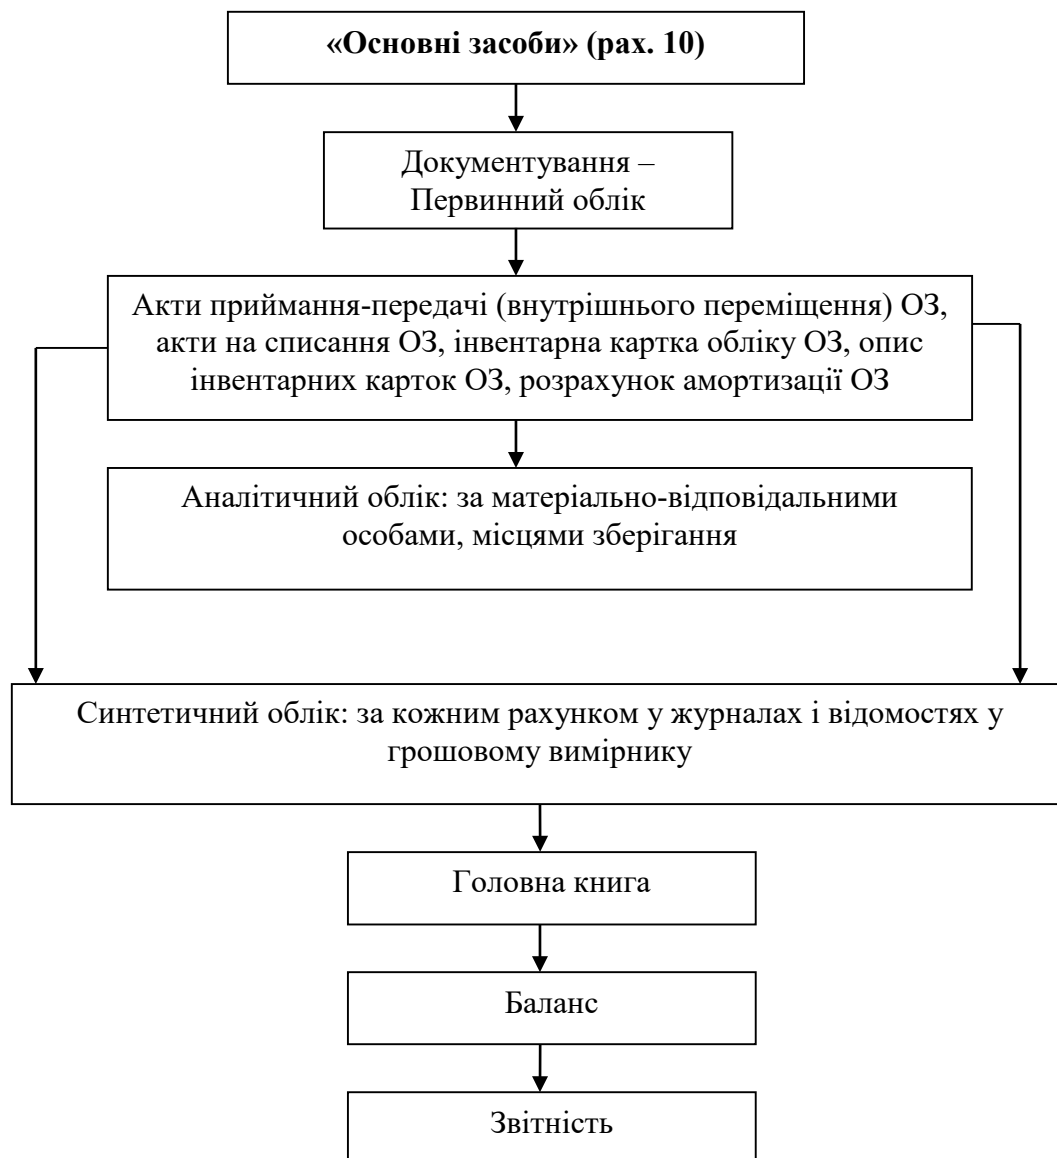 «Основні засоби» (рах. 10)
Документування –
Первинний облік
Акти приймання-передачі (внутрішнього переміщення) ОЗ,
акти на списання ОЗ, інвентарна картка обліку ОЗ, опис
інвентарних карток ОЗ, розрахунок амортизації ОЗ
Аналітичний облік: за матеріально-відповідальними
особами, місцями зберігання
Синтетичний облік: за кожним рахунком у журналах і відомостях у
грошовому вимірнику
Головна книга
Баланс
Звітність